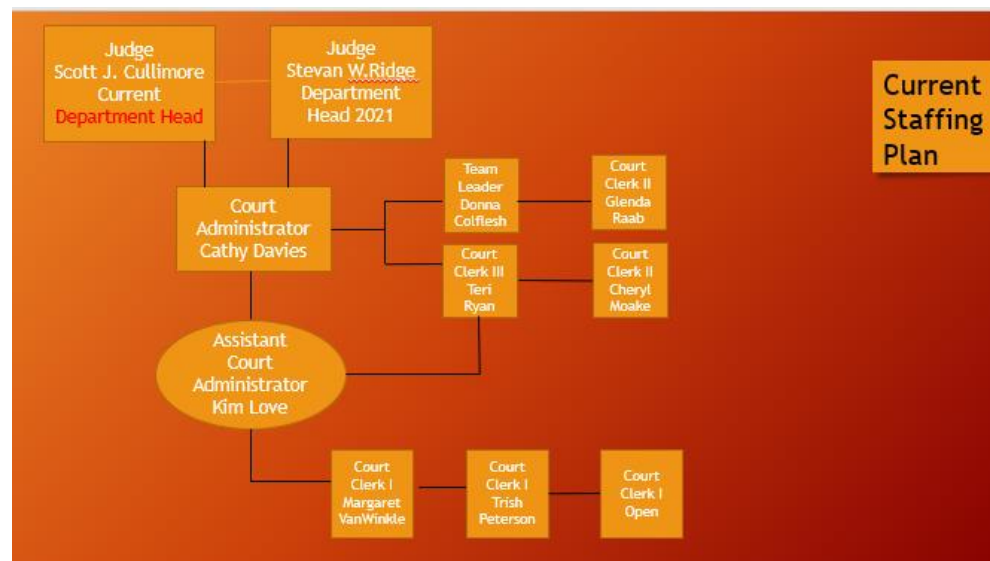 Judge
Scott J. Cullimore
Current
Department Head
Judge
Stevan W.Ridge
Department
Head 2021
Current
Staffing
Plan
Court
Administrator
Cathy Davies
Team
Leader
Donna
Colflesh
Court
Clerk II
Glenda
Raab
Court
Clerk III
Teri
Ryan
Court
Clerk II
Cheryl
Moake
Assistant
Court
Administrator
Kim Love
Court
Clerk I
Margaret
VanWinkle
Court
Clerk I
Trish
Peterson
Court
Clerk I
Open